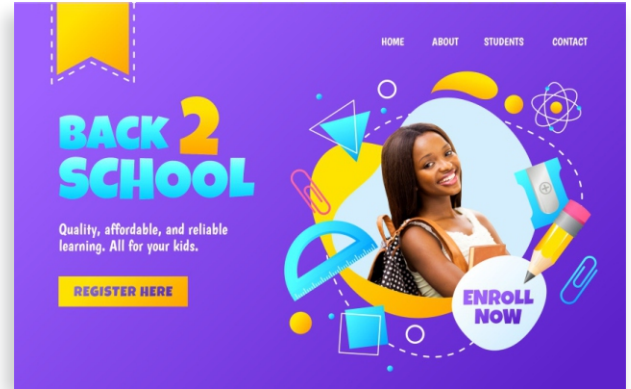 HOME ABOUT STUDENTS CONTACT
BACK 2
SCHOOL
Quality, affordable, and reliable
learning. All for your kids.
REGISTER HERE
ENROLL
NOW